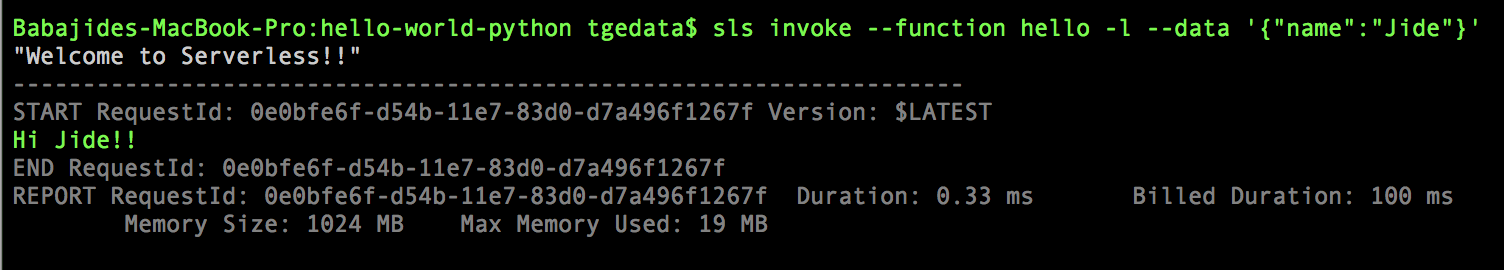 Babajides-MacBook-Pro:hello-world-python tgedata$ sls invoke --function hello -l --data '{"name":"Jide"}'
"Welcome to Serverless!!"
--------------------------------------------------------------------
START RequestId: 0e0bfe6f-d54b-11e7-83d0-d7a496f1267f Version: $LATEST
Hi Jide!!
END RequestId: 0e0bfe6f-d54b-11e7-83d0-d7a496f1267f
REPORT RequestId: 0e0bfe6f-d54b-11e7-83d0-d7a496f1267f  Duration: 0.33 ms       Billed Duration: 100 ms
        Memory Size: 1024 MB    Max Memory Used: 19 MB